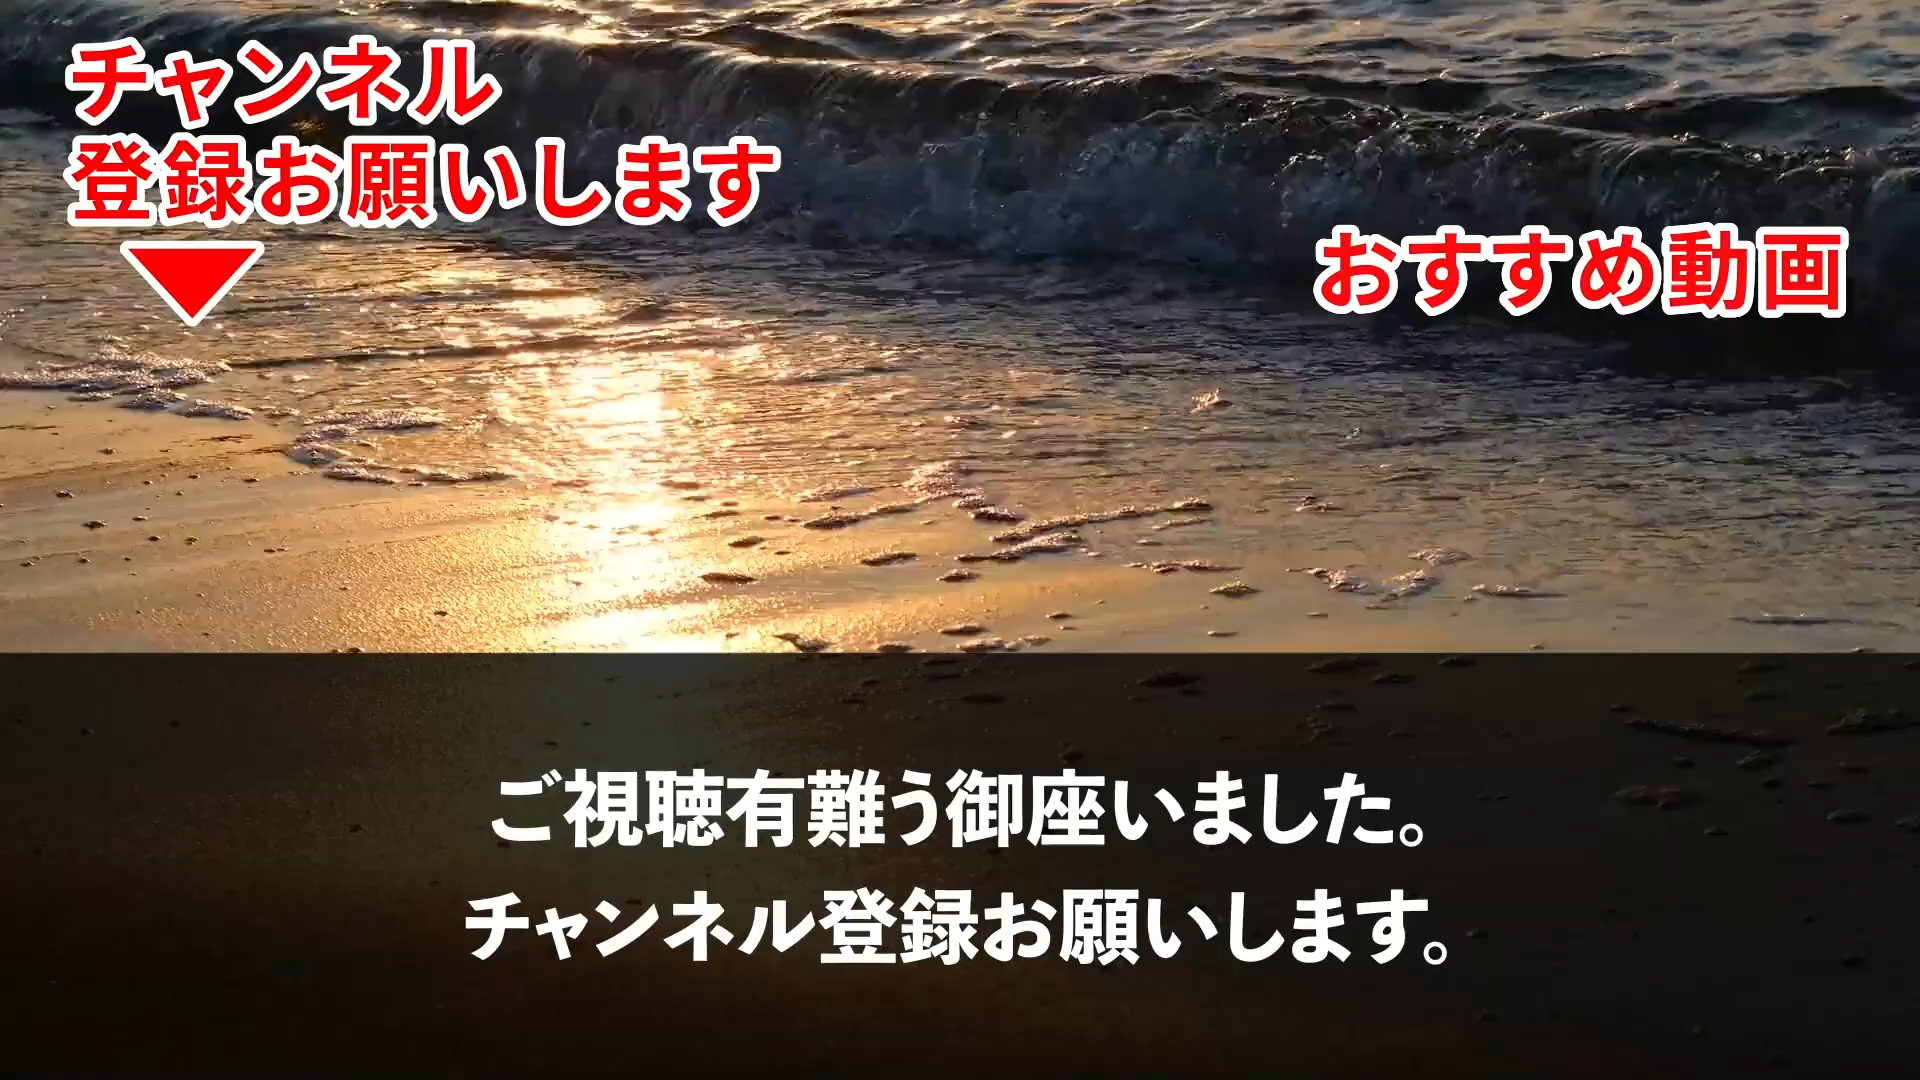 チャンネル
登録お願いします
おすすめ動画
ご視聴有難う御座いました。
チャンネル登録お願いします。